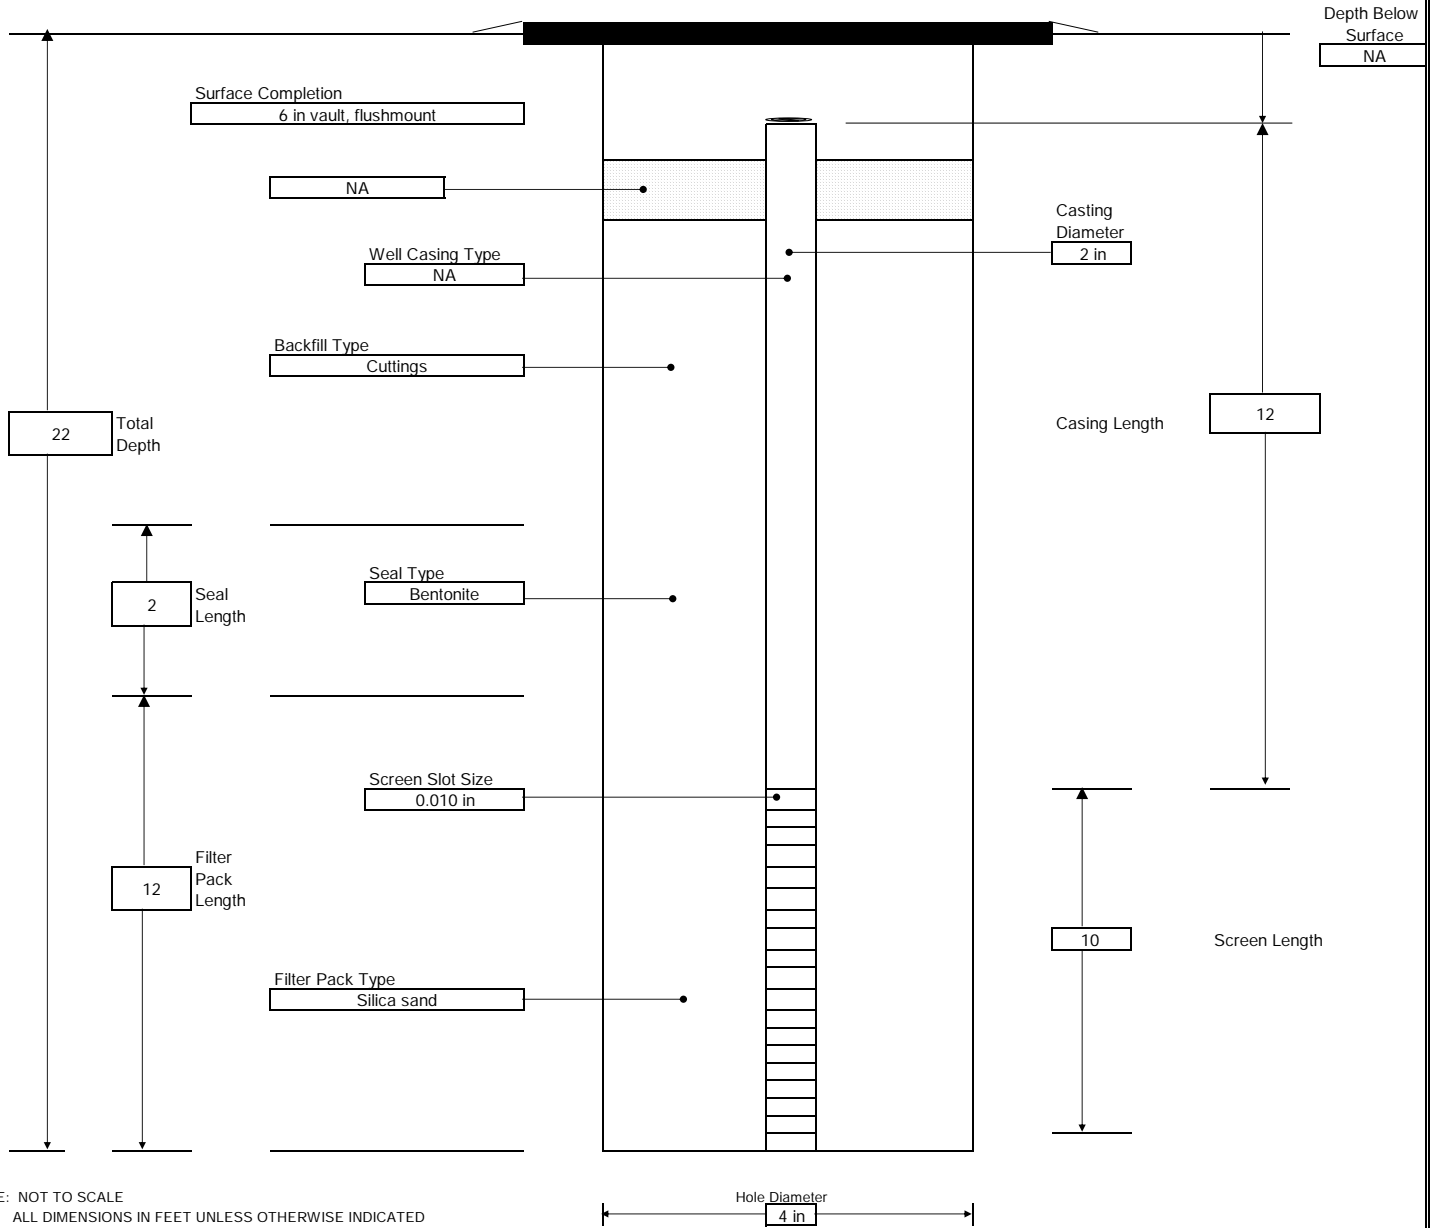 Depth Below
Surface
NA
Surface Completion
6 in vault, flushmount
NA
Casting
Diameter
2 in
Well Casing Type
NA
Backfill Type
Cuttings
22
Total
Depth
Casing Length
12
Seal Type
Bentonite
2
Seal
Length
Screen Slot Size
0.010 in
12
Filter
Pack
Length
10
Screen Length
Filter Pack Type
Silica sand
E: NOT TO SCALE
ALL DIMENSIONS IN FEET UNLESS OTHERWISE INDICATED
Hole Diameter
4 in